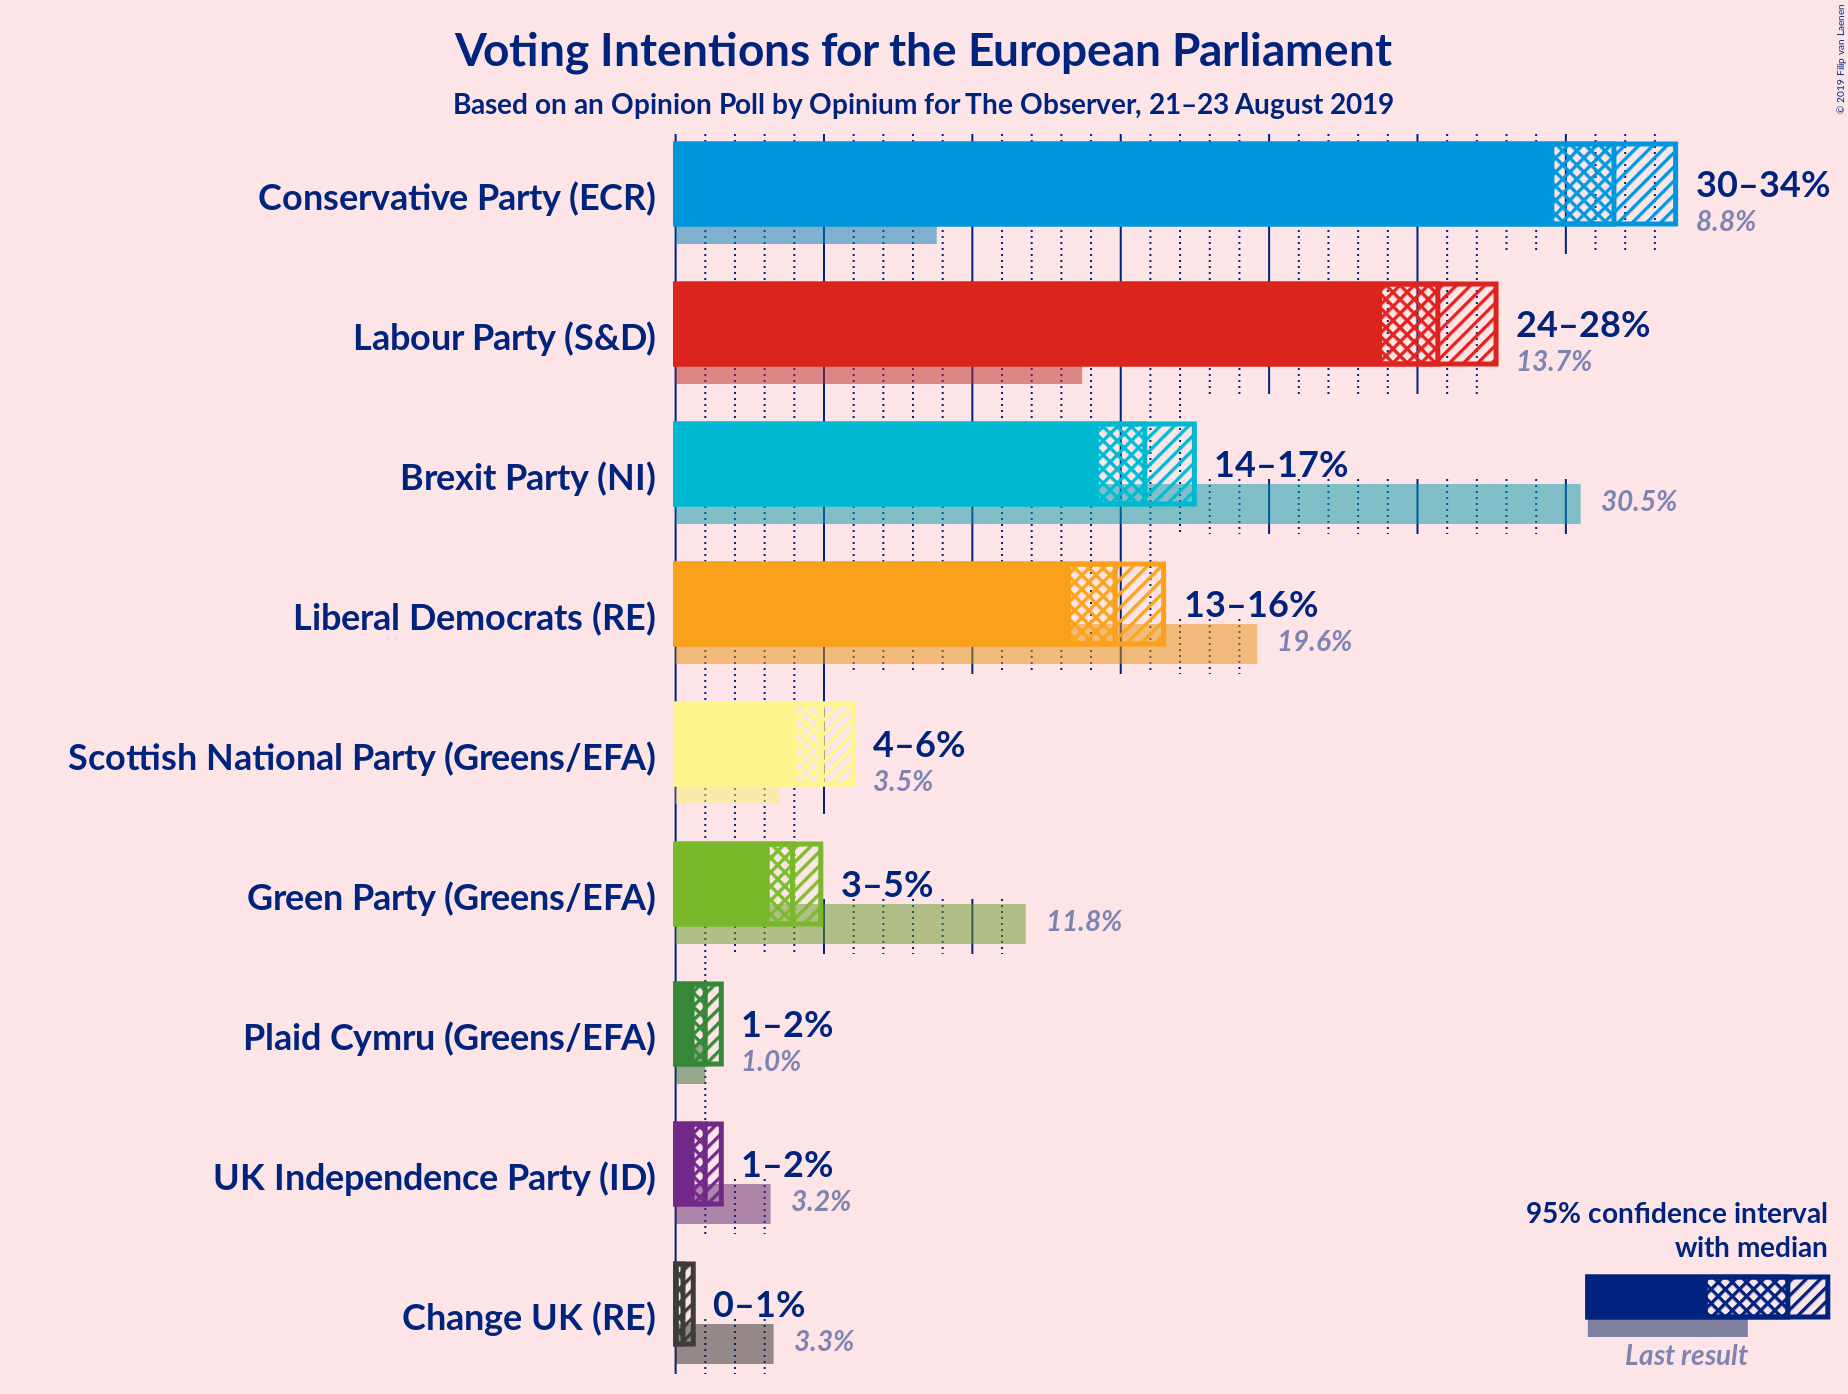 Voting Intentions for the European Parliament
Based on an Opinion Poll by Opinium for The Observer, 21–23 August 2019
© 2019 Filip van Laenen
Conservative Party (ECR)
30–34%
8.8%
Labour Party (S&D)
24–28%
13.7%
Brexit Party (NI)
14–17%
30.5%
Liberal Democrats (RE)
13–16%
19.6%
Scottish National Party (Greens/EFA)
4–6%
3.5%
Green Party (Greens/EFA)
3–5%
11.8%
Plaid Cymru (Greens/EFA)
1–2%
1.0%
UK Independence Party (ID)
1–2%
3.2%
Change UK (RE)
0–1%
3.3%
95% confidence interval
with median
Last result